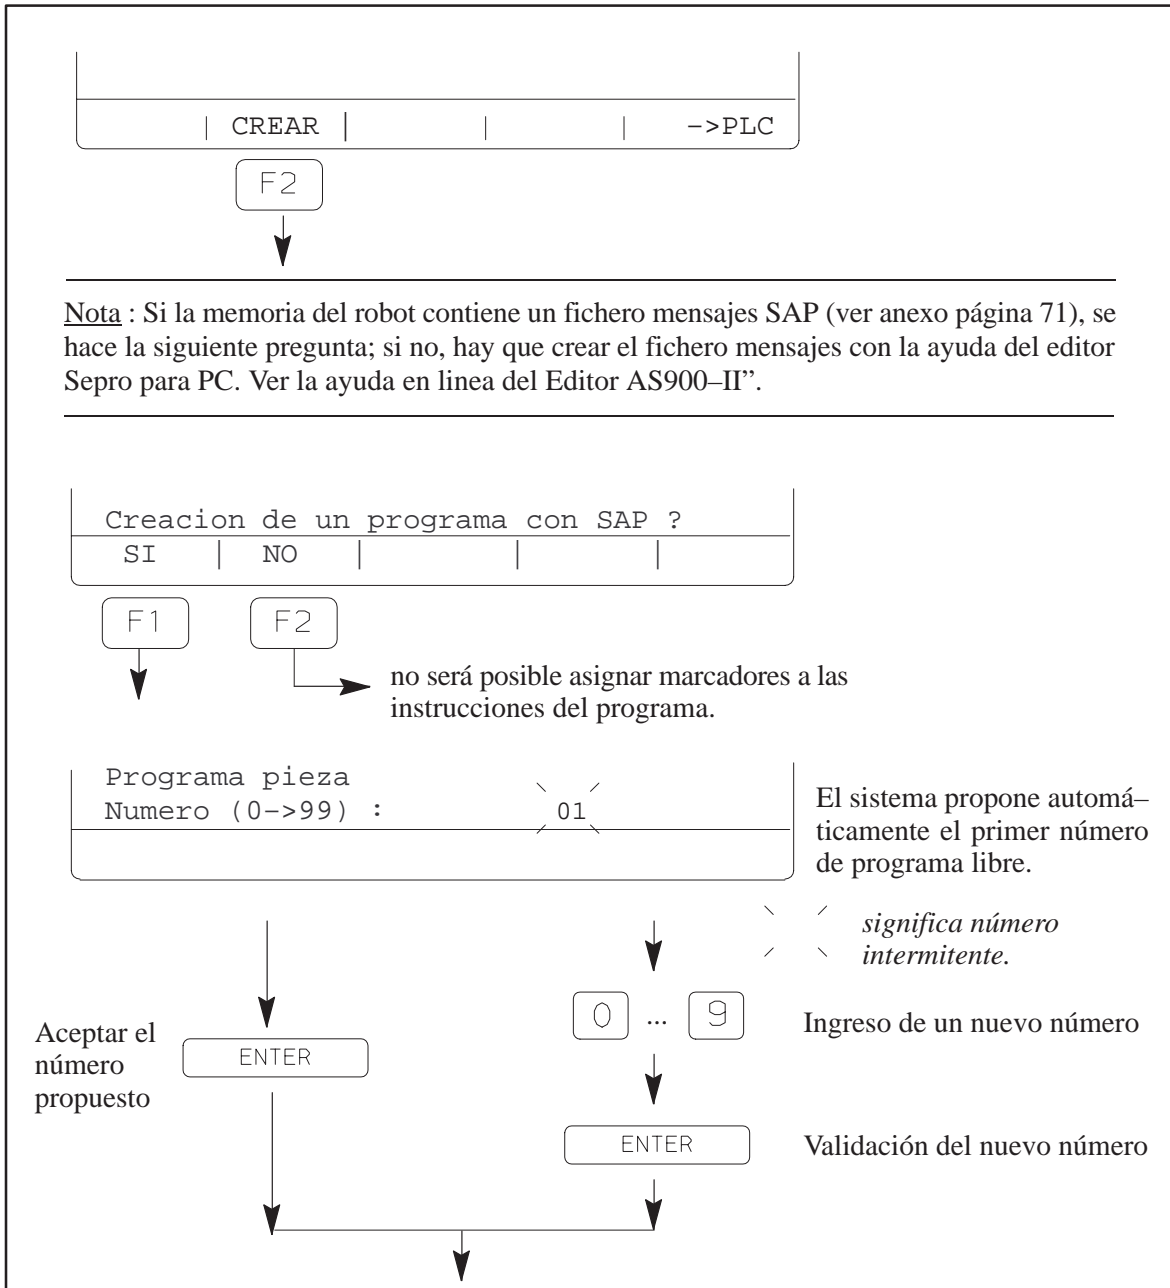 | CREAR | | | –>PLC
F2
Nota : Si la memoria del robot contiene un fichero mensajes SAP (ver anexo página 71), se
hace la siguiente pregunta; si no, hay que crear el fichero mensajes con la ayuda del editor
Sepro para PC. Ver la ayuda en linea del Editor AS900–II”.
Creacion de un programa con SAP ?
SI | NO | | |
F1 F2
no será posible asignar marcadores a las
instrucciones del programa.
Programa pieza
Numero (0–>99) : 01
El sistema propone automá–
ticamente el primer número
de programa libre.
significa número
intermitente.
0 ... 9 Ingreso de un nuevo número
Aceptar el
número
propuesto
ENTER
ENTER Validación del nuevo número